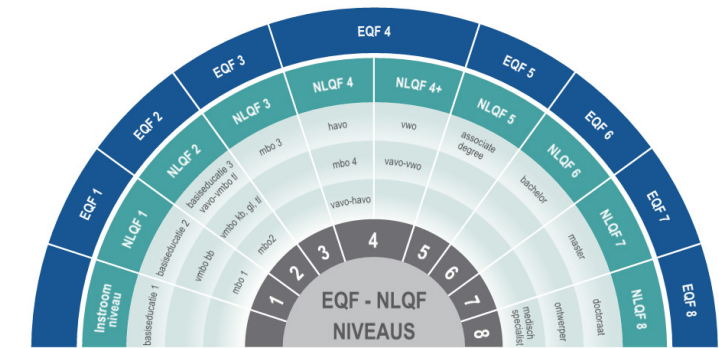 EQF 1
EQF 2
EQF 3
EQF 4
EQF 5
EQF 6
EQF 7
EQF 8
Instroom
niveau
NLQF 1
NLQF 2
NLQF 3
NLQF 4
NLQF 4+
NLQF 5
NLQF 6
NLQF 7
NLQF 8
basiseducatie 1
basiseducatie 2
vmbo bb
mbo 1
basiseducatie 3
vavo-vmbo tl
vmbo kb, gl, tl
mbo2
mbo 3
havo
mbo 4
vavo-havo
vwo
vavo-vwo
associate
degree
bachelor
master
doctoraat
ontwerper
medisch
specialist
1
2
3
4
5
6
7
8
EQF - NLQF
NIVEAUS